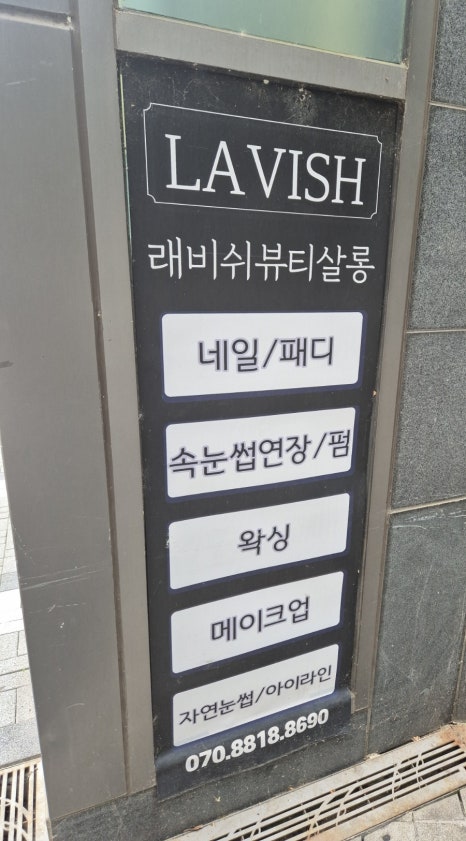 LAVISH
래비쉬뷰티살롱
네일/패디
속눈썹연장/펌
왁싱
메이크업
자연눈썹/아이라인
070.8818.8690